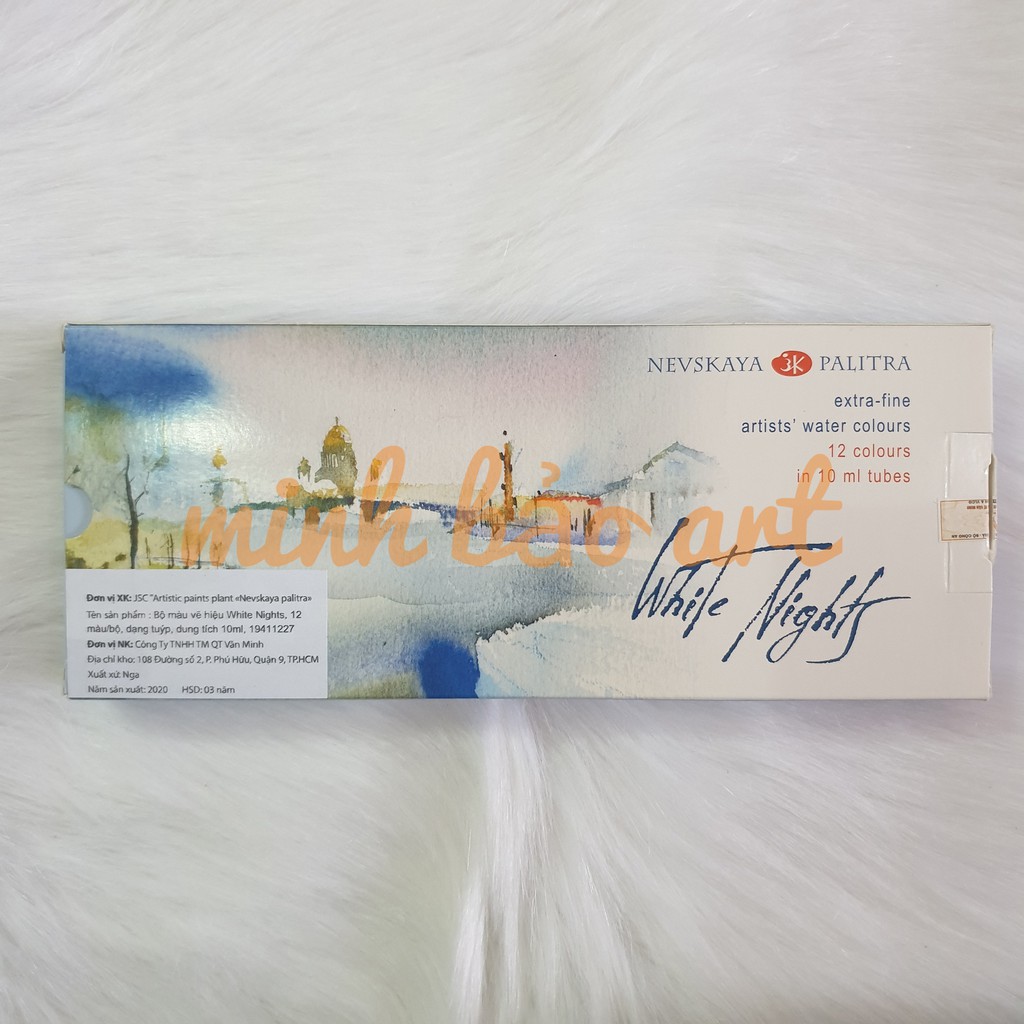 NEVSKAYA ЗК PALITRA
extra-fine
artists' water colours
12 colours
in 10 ml tubes
minh bảo art
White Nights
Đơn vị XK: JSC "Artistic paints plant «Nevskaya palitra»
Tên sản phẩm : Bộ màu vẽ hiệu White Nights, 12
màu/bộ, dạng tuýp, dung tích 10ml, 19411227
Đơn vị NK: Công Ty TNHH TM QT Vân Minh
Địa chỉ kho: 108 Đường số 2, P. Phú Hữu, Quận 9, TP.HCM
Xuất xứ: Nga
Năm sản xuất: 2020 HSD: 03 năm